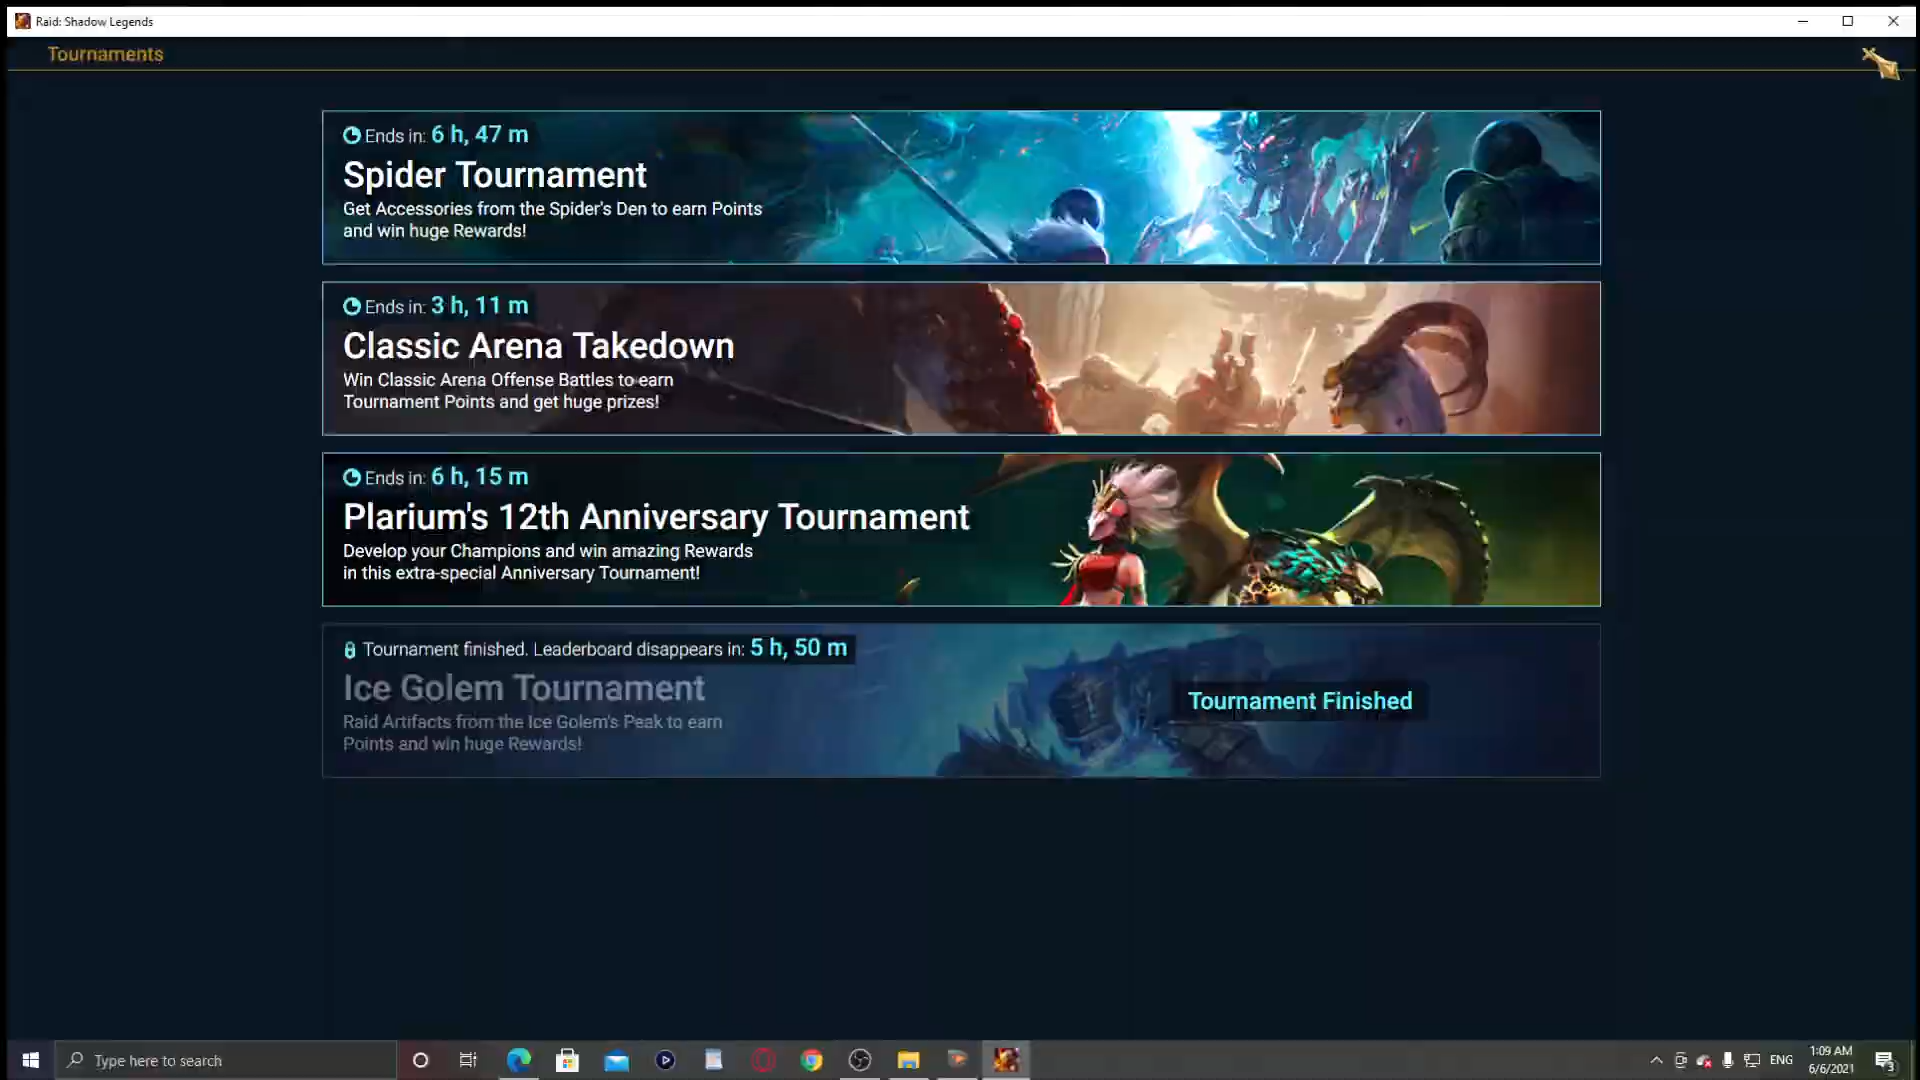 Raid: Shadow Legends
Tournaments
Ends in: 6 h, 47 m
Spider Tournament
Get Accessories from the Spider's Den to earn Points
and win huge Rewards!
Ends in: 3 h, 11 m
Classic Arena Takedown
Win Classic Arena Offense Battles to earn
Tournament Points and get huge prizes!
Ends in: 6 h, 15 m
Plarium's 12th Anniversary Tournament
Develop your Champions and win amazing Rewards
in this extra-special Anniversary Tournament!
Tournament finished. Leaderboard disappears in: 5 h, 50 m
Ice Golem Tournament
Raid Artifacts from the Ice Golem's Peak to earn
Points and win huge Rewards!
Tournament Finished
Type here to search
ENG
1:09 AM
6/6/2021
3